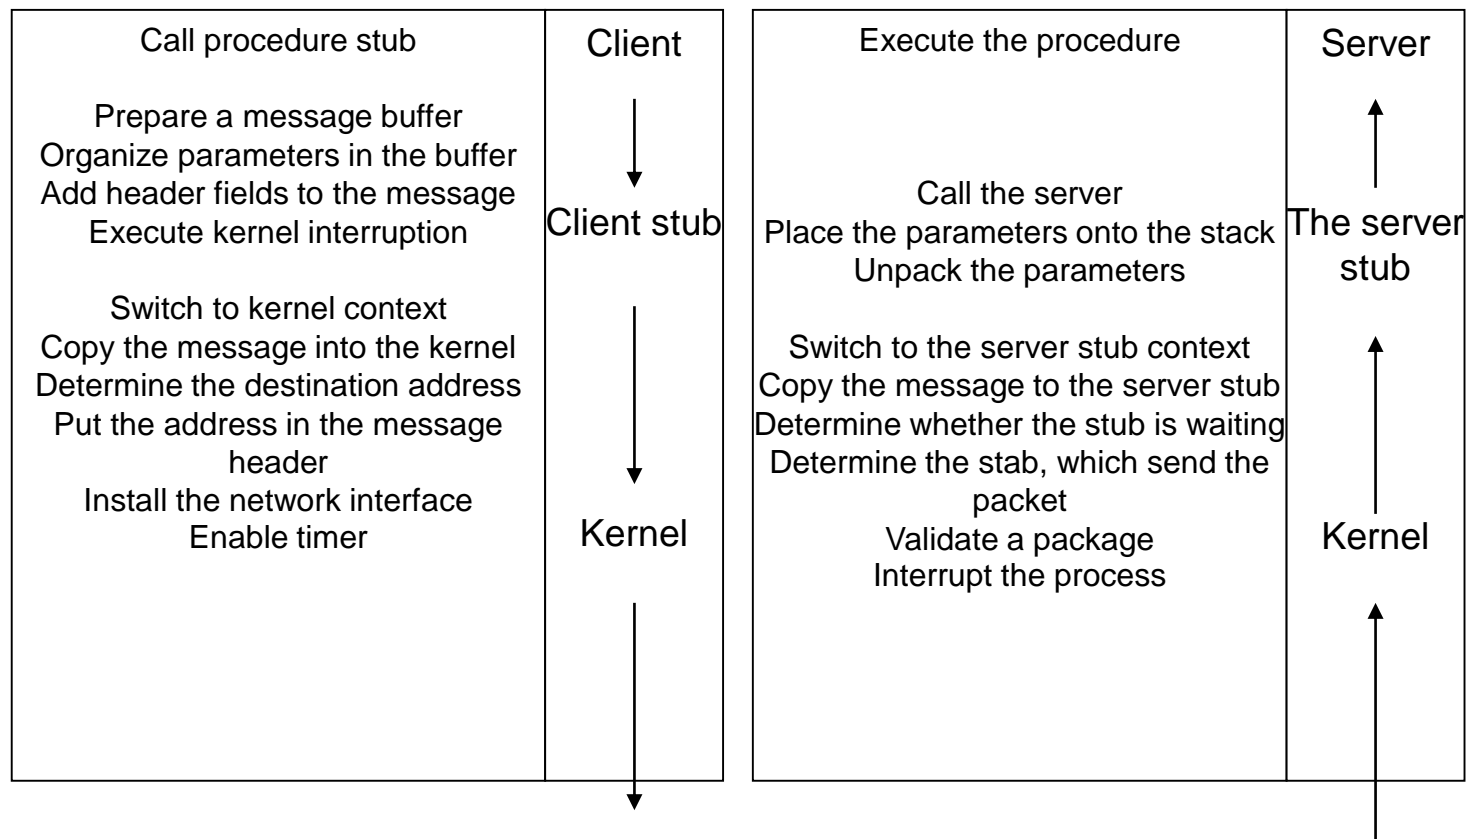 Call procedure stub
Prepare a message buffer
Organize parameters in the buffer
Add header fields to the message
Execute kernel interruption
Switch to kernel context
Copy the message into the kernel
Determine the destination address
Put the address in the message
header
Install the network interface
Enable timer
Client
Client stub
Kernel
Execute the procedure
Call the server
Place the parameters onto the stack
Unpack the parameters
Switch to the server stub context
Copy the message to the server stub
Determine whether the stub is waiting
Determine the stab, which send the
packet
Validate a package
Interrupt the process
Server
The server
stub
Kernel